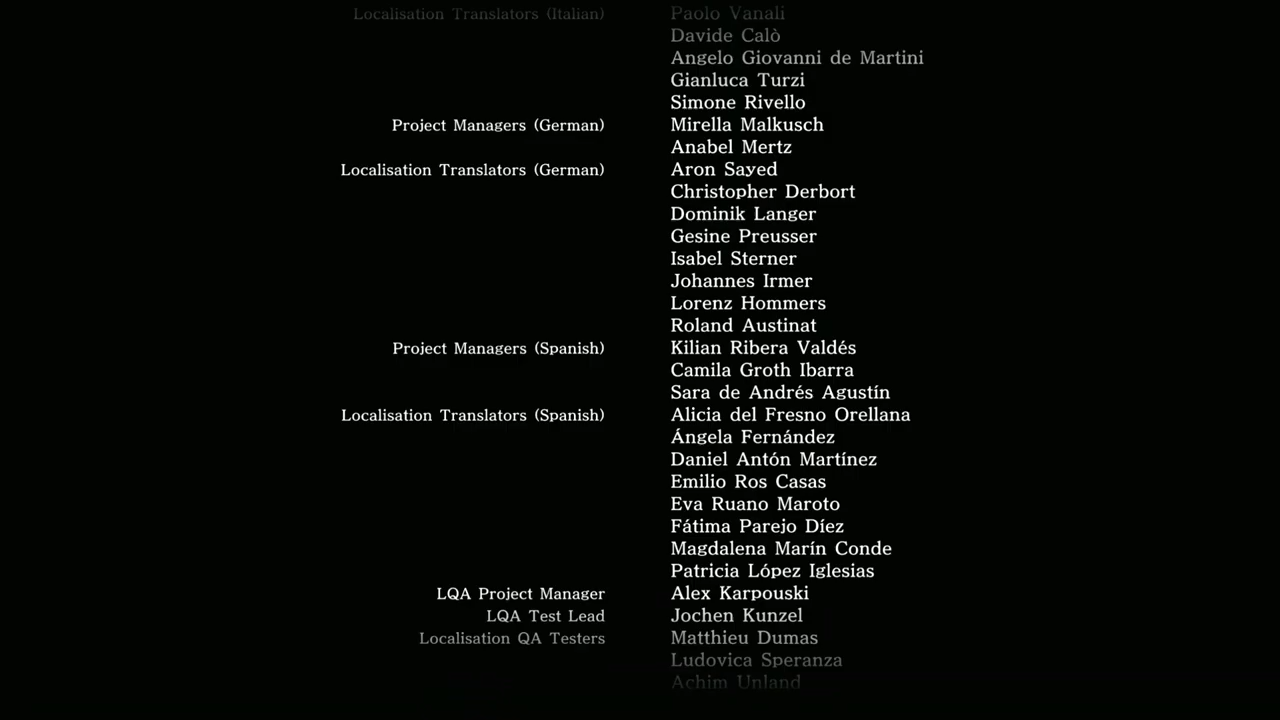 Localisation Translators (Italian) Paolo Vanali
Davide Calò
Angelo Giovanni de Martini
Gianluca Turzi
Simone Rivello
Project Managers (German) Mirella Malkusch
Anabel Mertz
Localisation Translators (German) Aron Sayed
Christopher Derbort
Dominik Langer
Gesine Preusser
Isabel Sterner
Johannes Irmer
Lorenz Hommers
Roland Austinat
Project Managers (Spanish) Kilian Ribera Valdés
Camila Groth Ibarra
Sara de Andrés Agustín
Localisation Translators (Spanish) Alicia del Fresno Orellana
Ángela Fernández
Daniel Antón Martínez
Emilio Ros Casas
Eva Ruano Maroto
Fátima Parejo Díez
Magdalena Marín Conde
Patricia López Iglesias
LQA Project Manager Alex Karpouski
LQA Test Lead Jochen Kunzel
Localisation QA Testers Matthieu Dumas
Ludovica Speranza
Achim Unland